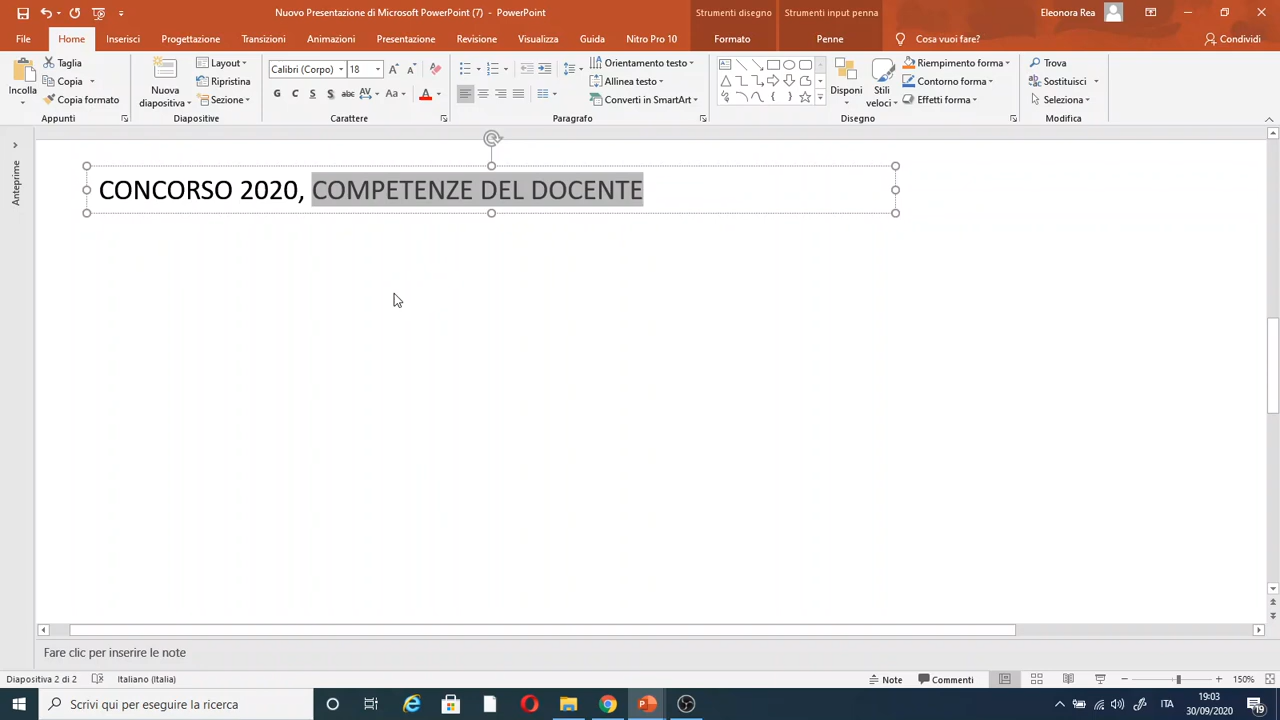 Nuovo Presentazione di Microsoft PowerPoint (7) - PowerPoint
Strumenti disegno
Strumenti input penna
Eleonora Rea
File
Home
Inserisci
Progettazione
Transizioni
Animazioni
Presentazione
Revisione
Visualizza
Guida
Nitro Pro 10
Formato
Penne
Cosa vuoi fare?
Condividi
Incolla
Taglia
Copia
Copia formato
Appunti
Nuova
diapositiva
Layout
Ripristina
Sezione
Diapositive
Calibri (Corpo)
18
G C S S abc AV Aa A
Carattere
Orientamento testo
Allinea testo
Converti in SmartArt
Paragrafo
Disponi
Stili
veloci
Riempimento forma
Contorno forma
Effetti forma
Disegno
Trova
Sostituisci
Seleziona
Modifica
Anteprime
CONCORSO 2020, COMPETENZE DEL DOCENTE
Fare clic per inserire le note
Diapositiva 2 di 2
Italiano (Italia)
Note
Commenti
150%
Scrivi qui per eseguire la ricerca
ITA
19:03
30/09/2020
19